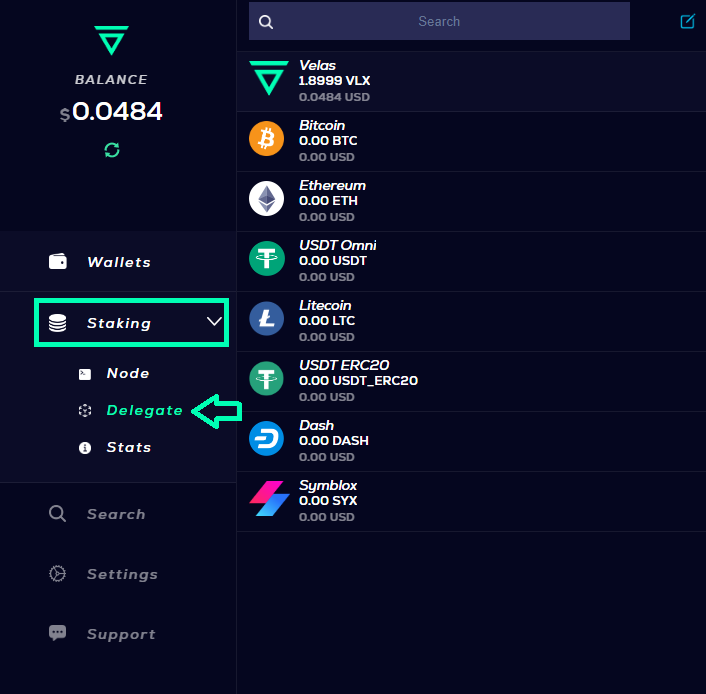 BALANCE
$0.0484
Wallets
Staking
Node
Delegate
Stats
Search
Settings
Support
Search
Velas
1.8999 VLX
0.0484 USD
Bitcoin
0.00 BTC
0.00 USD
Ethereum
0.00 ETH
0.00 USD
USDT Omni
0.00 USDT
0.00 USD
Litecoin
0.00 LTC
0.00 USD
USDT ERC20
0.00 USDT_ERC20
0.00 USD
Dash
0.00 DASH
0.00 USD
Symblox
0.00 SYX
0.00 USD